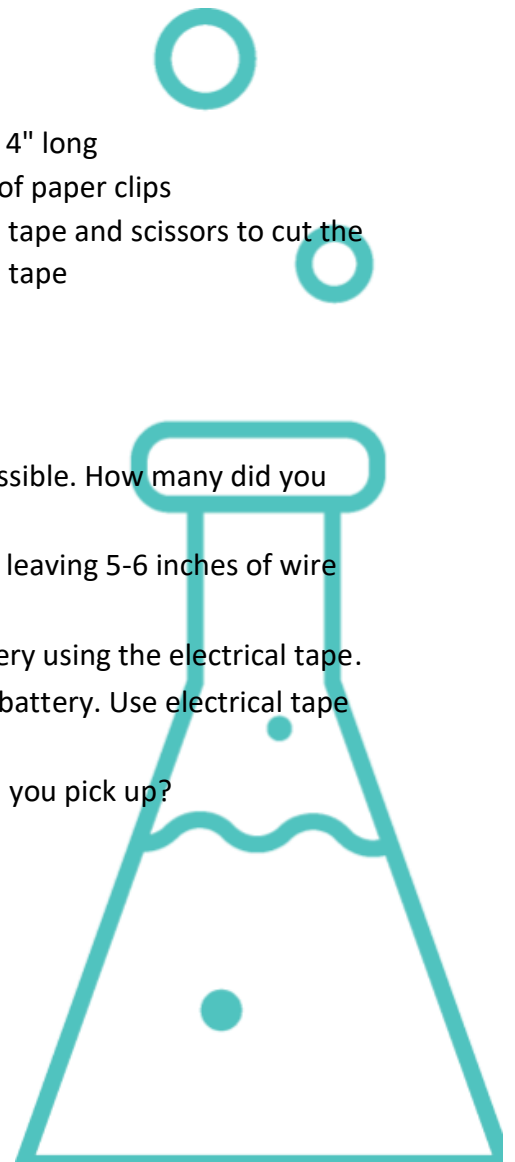 4" long
of paper clips
tape and scissors to cut the
tape
ssible. How many did you
leaving 5-6 inches of wire
ery using the electrical tape.
battery. Use electrical tape
you pick up?